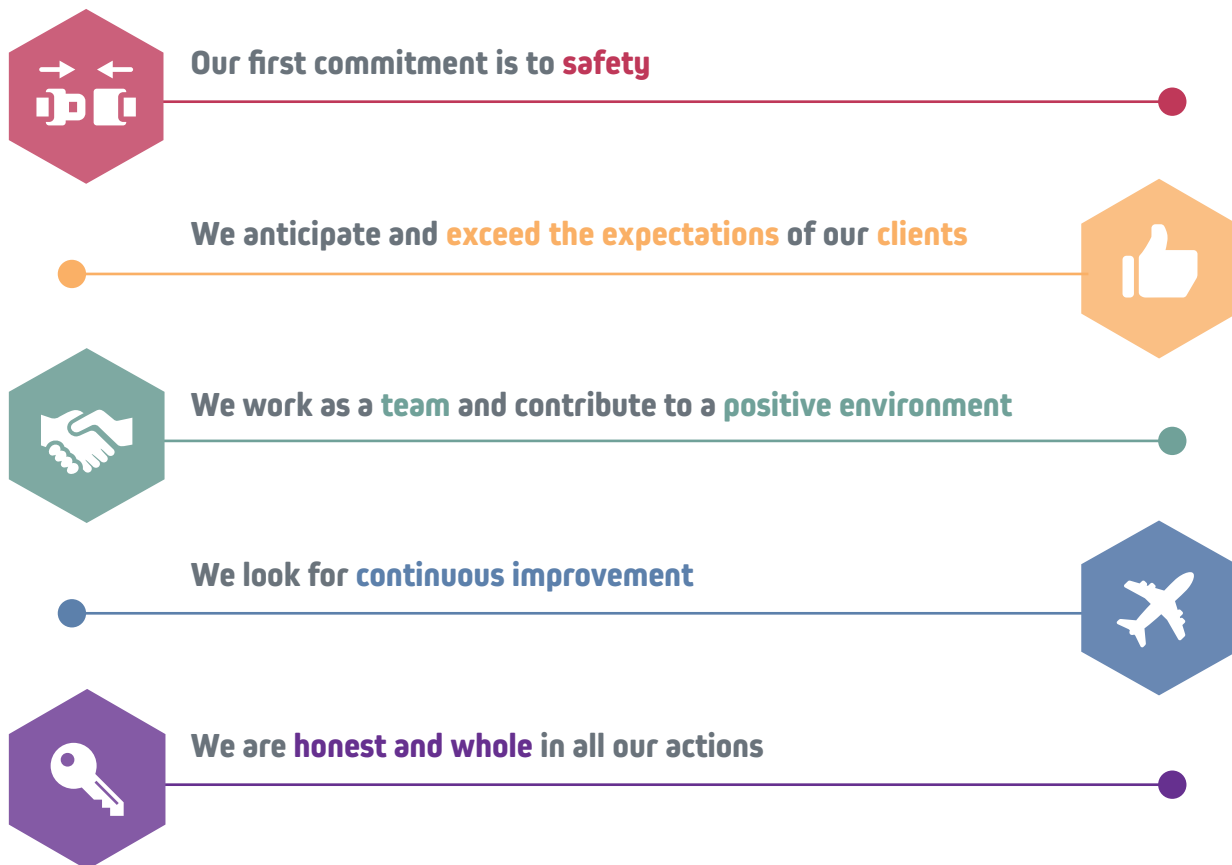 Our first commitment is to safety
We anticipate and exceed the expectations of our clients
We work as a team and contribute to a positive environment
We look for continuous improvement
We are honest and whole in all our actions